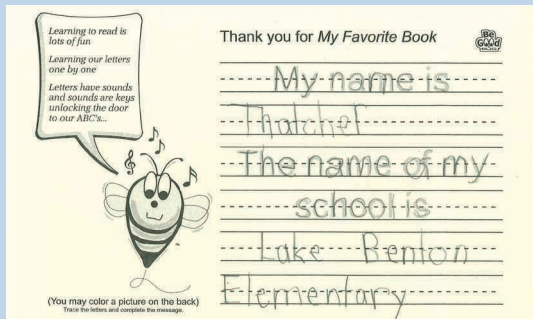 Learning to read is
lots of fun
Learning our letters
one by one
Letters have sounds
and sounds are keys
unlocking the door
to our ABC's...
Thank you for My Favorite Book
Be
Good
My name is
Thatcher
The name of my
school is
Lake Benton
Elementary
(You may color a picture on the back)
Trace the letters and complete the message.